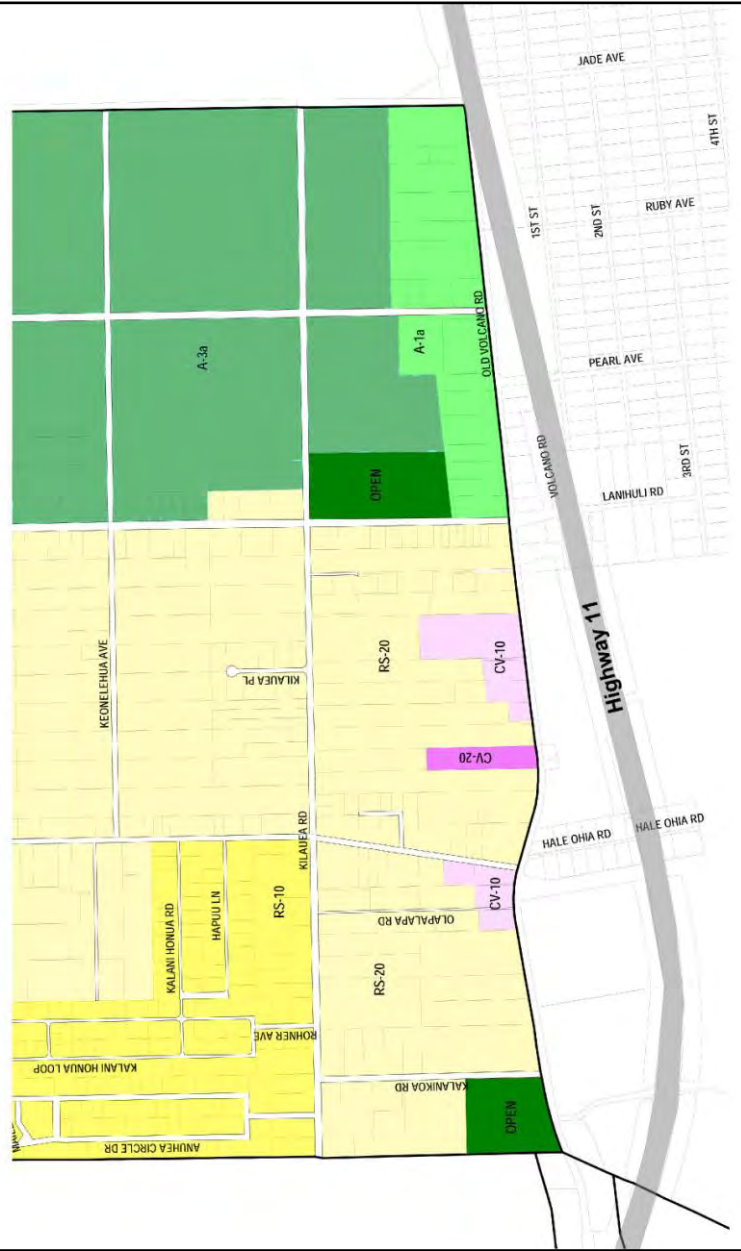 JADE AVE
4TH ST
1ST ST
2ND ST
RUBY AVE
OLD VOLCANO RD
A-1a
A-3a
PEARL AVE
3RD ST
VOLCANO RD
LANIHULI RD
OPEN
Highway 11
KEONELEHUA AVE
KILAUEA PL
RS-20
CV-10
CV-20
KILAUEA RD
HALE OHIA RD
HALE OHIA RD
KALANI HONUA RD
HAPUU LN
RS-10
CV-10
OLAPALAPA RD
RS-20
ROHNER AVE
KALANI HONUA LOOP
KALANIKOA RD
OPEN
ANUHEA CIRCLE DR